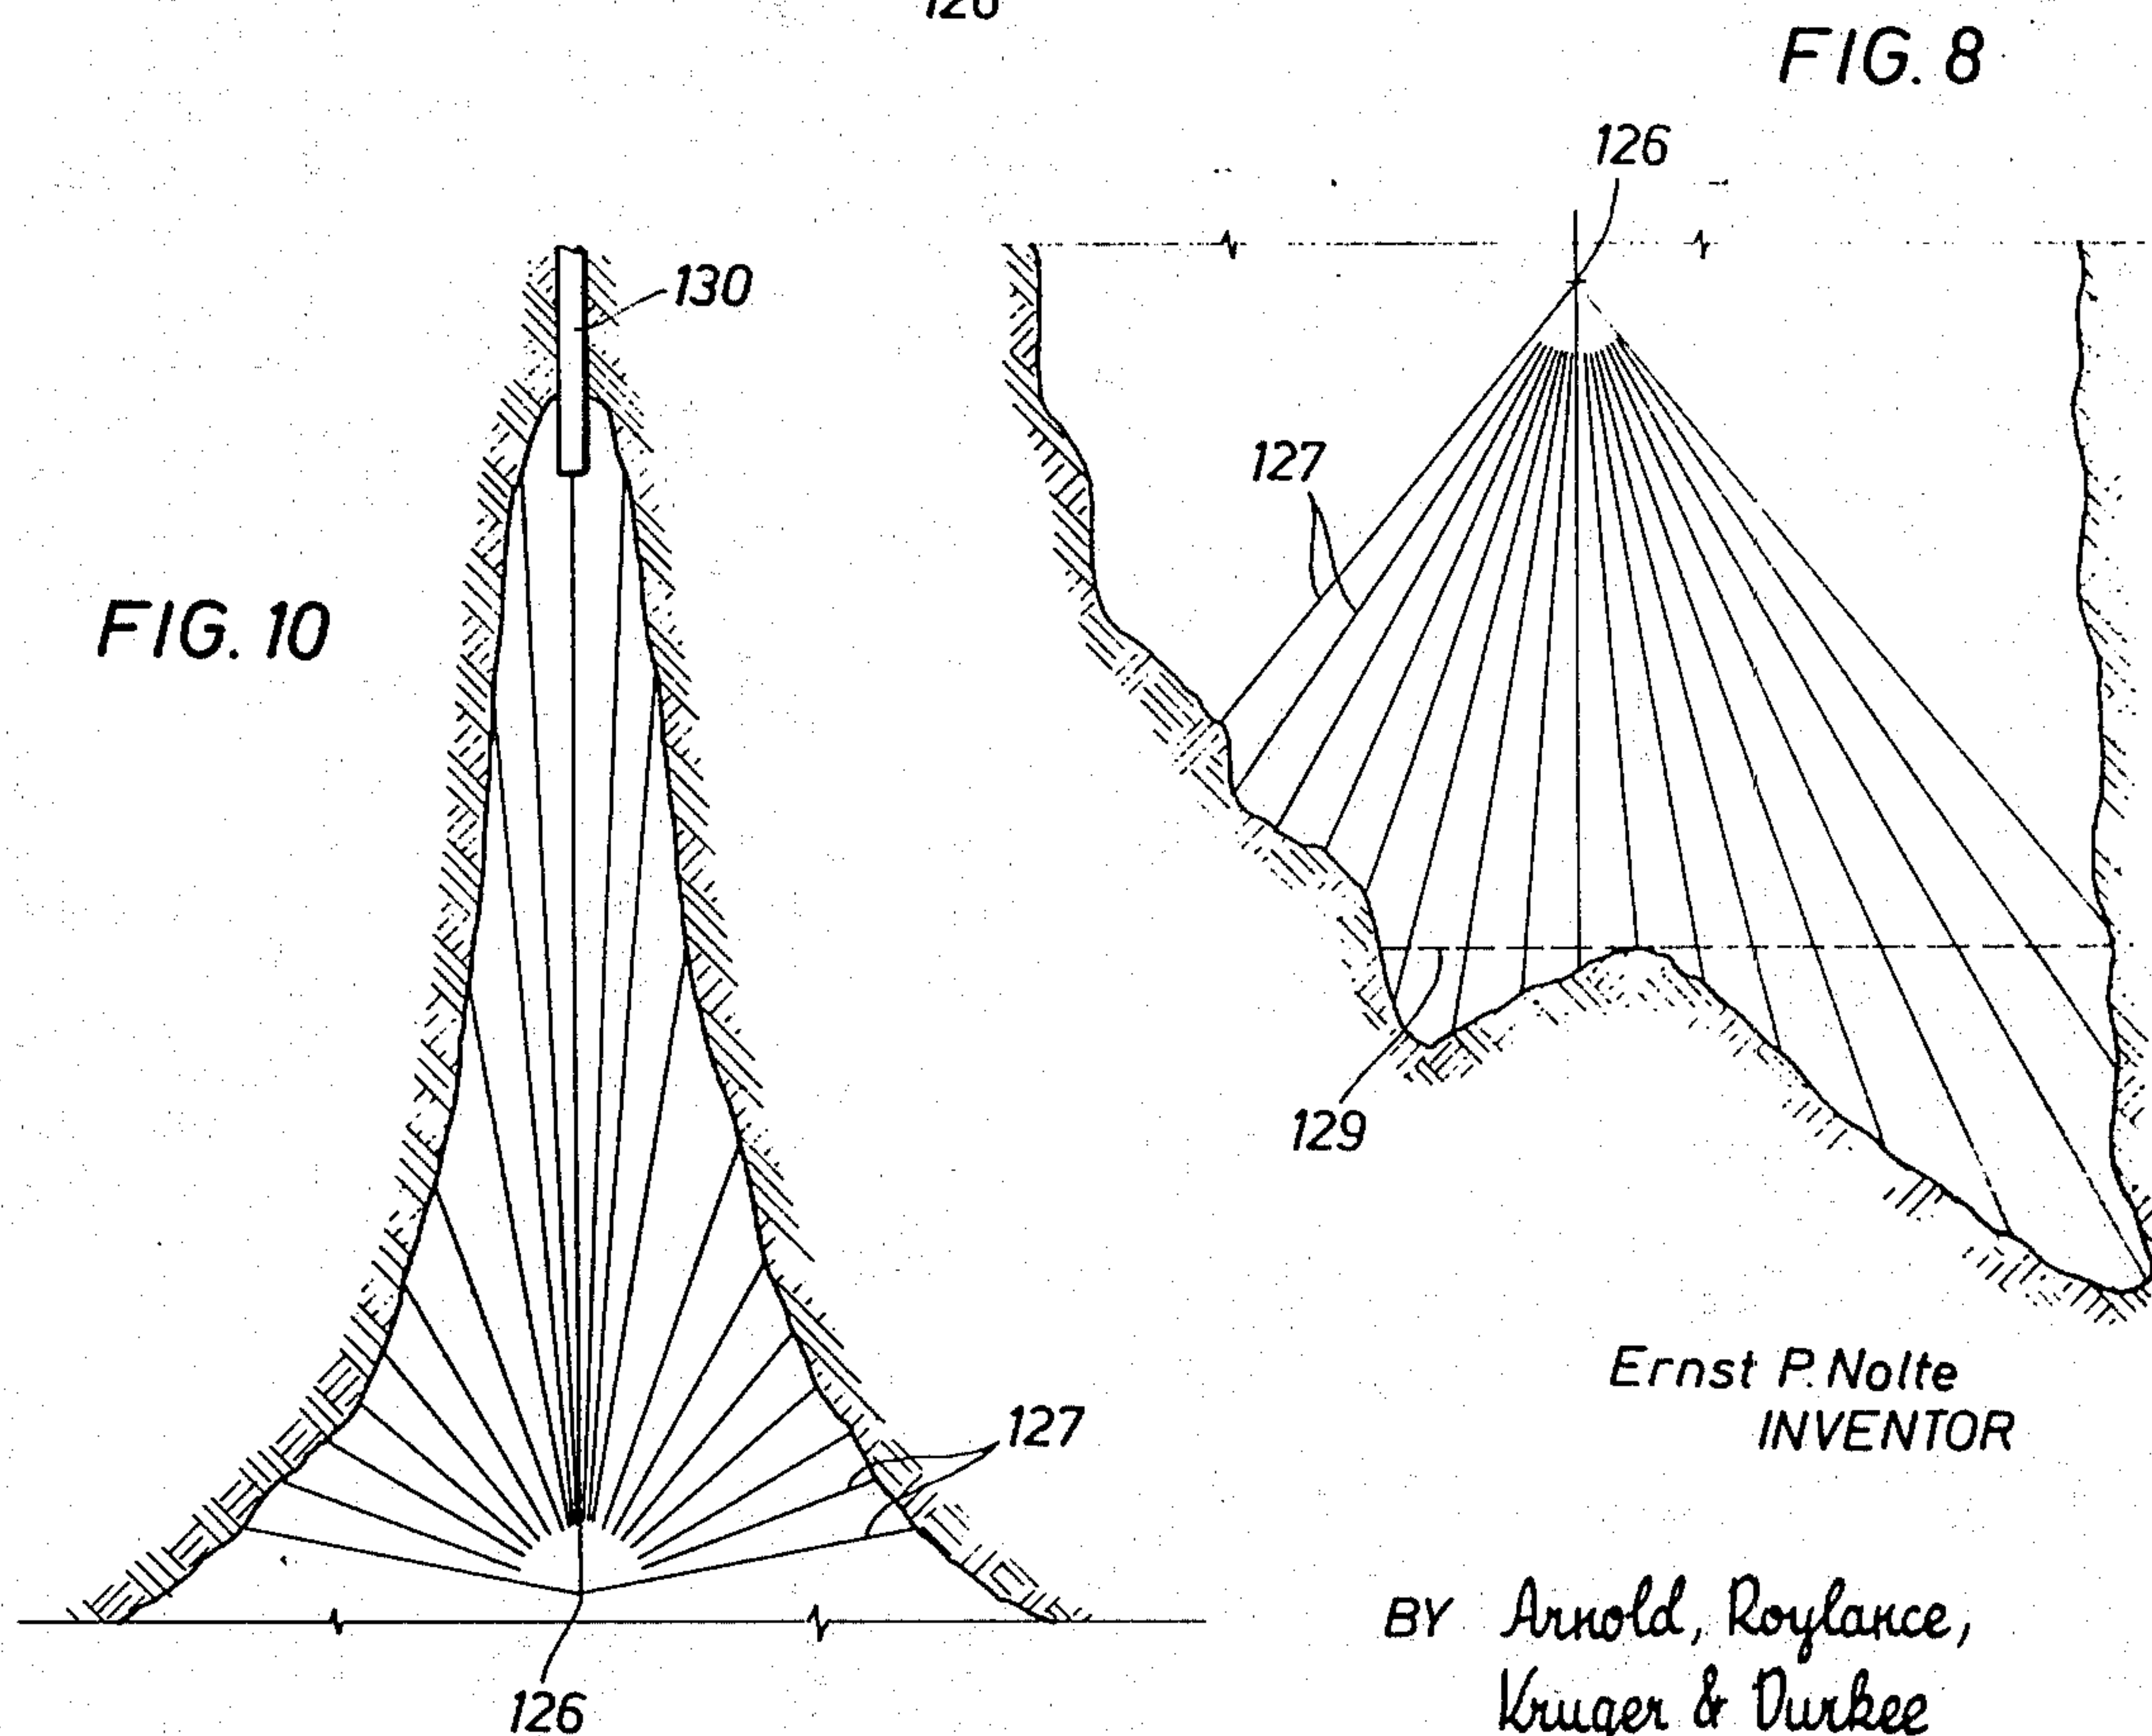 FIG. 8
126
130
127
FIG. 10
129
Ernst P. Nolte
INVENTOR
127
BY Arnold, Roylance,
Kruger & Durkee
126